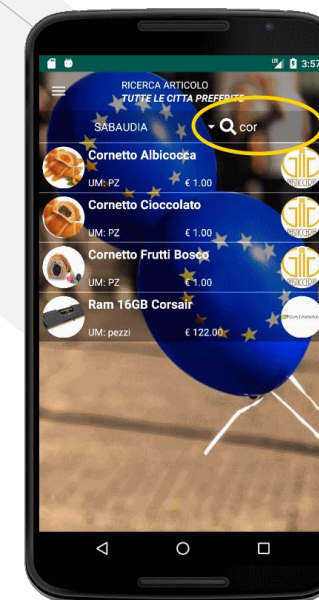 3:57
RICERCA ARTICOLO
TUTTE LE CITTA PREFERITE
SABAUDIA
cor
Cornetto Albicocca
UM: PZ € 1.00
Cornetto Cioccolato
UM: PZ € 1.00
Cornetto Frutti Bosco
UM: PZ € 1.00
Ram 16GB Corsair
UM: pezzi € 122.00